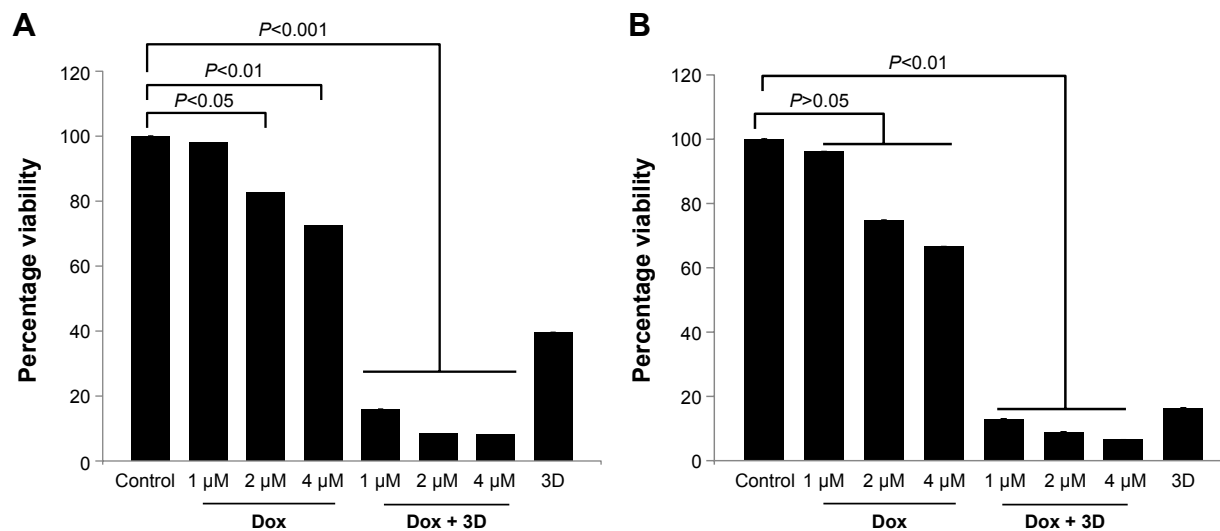 A
P<0.001
P<0.01
P<0.05
Percentage viability
120
100
80
60
40
20
0
Control 1 µM 2 µM 4 µM 1 µM 2 µM 4 µM 3D
Dox Dox + 3D
B
P<0.01
P>0.05
Percentage viability
120
100
80
60
40
20
0
Control 1 µM 2 µM 4 µM 1 µM 2 µM 4 µM 3D
Dox Dox + 3D